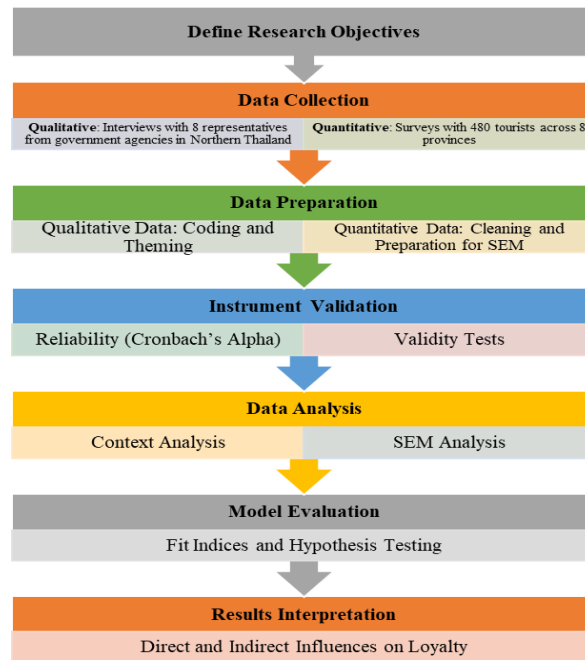 Define Research Objectives
Data Collection
Qualitative: Interviews with 8 representatives
from government agencies in Northern Thailand
Quantitative: Surveys with 480 tourists across 8
provinces
Data Preparation
Qualitative Data: Coding and
Theming
Quantitative Data: Cleaning and
Preparation for SEM
Instrument Validation
Reliability (Cronbach's Alpha)
Validity Tests
Data Analysis
Context Analysis
SEM Analysis
Model Evaluation
Fit Indices and Hypothesis Testing
Results Interpretation
Direct and Indirect Influences on Loyalty